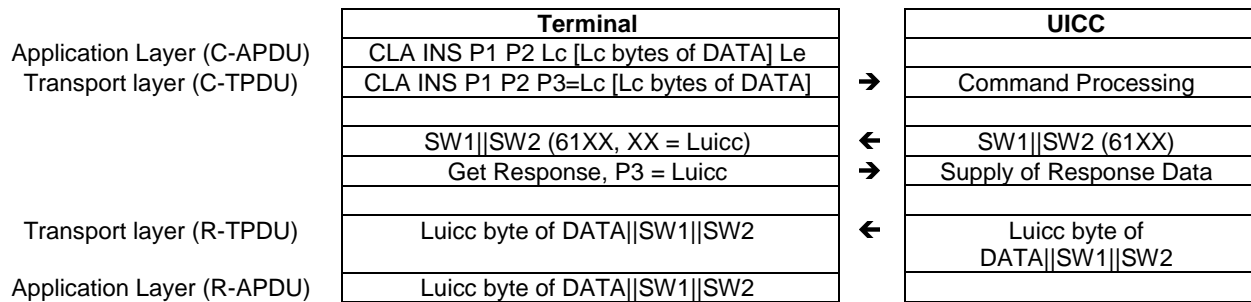 Terminal UICC
Application Layer (C-APDU) CLA INS P1 P2 Lc [Lc bytes of DATA] Le
Transport layer (C-TPDU) CLA INS P1 P2 P3=Lc [Lc bytes of DATA] → Command Processing
SW1||SW2 (61XX, XX = Luicc) ← SW1||SW2 (61XX)
Get Response, P3 = Luicc → Supply of Response Data
Transport layer (R-TPDU) Luicc byte of DATA||SW1||SW2 ← Luicc byte of
DATA||SW1||SW2
Application Layer (R-APDU) Luicc byte of DATA||SW1||SW2